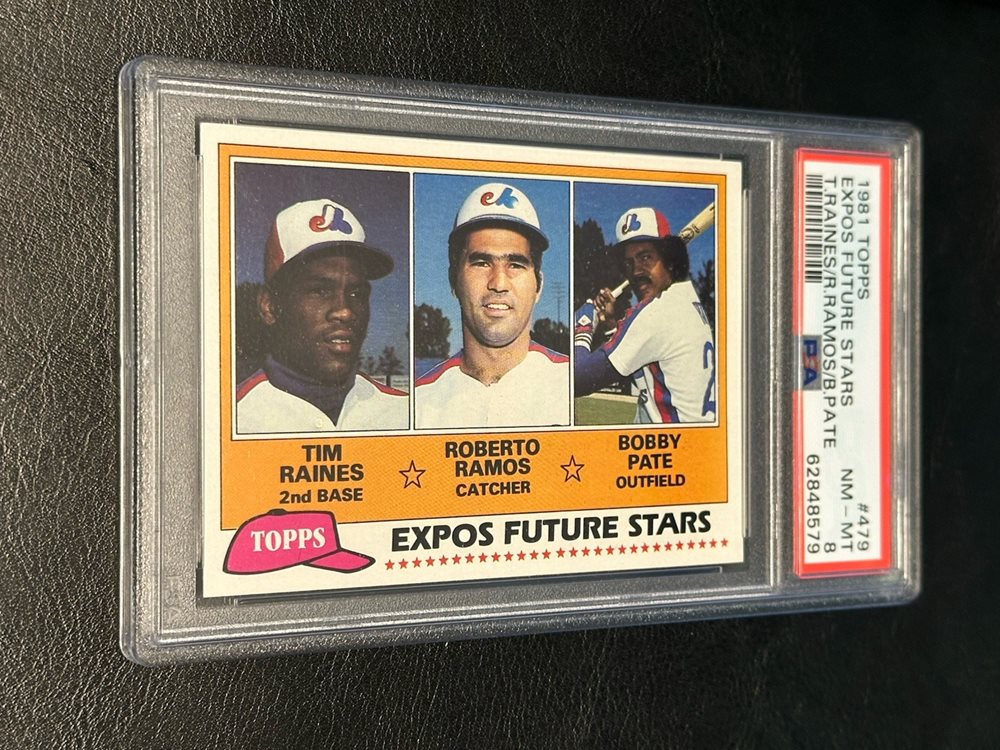 1981 TOPPS #479
EXPOS FUTURE STARS NM – MT
T.RAINES/R.RAMOS/B.PATE 8
PSA 62848579
TIM
RAINES
2nd BASE
ROBERTO
RAMOS
CATCHER
BOBBY
PATE
OUTFIELD
TOPPS
EXPOS FUTURE STARS